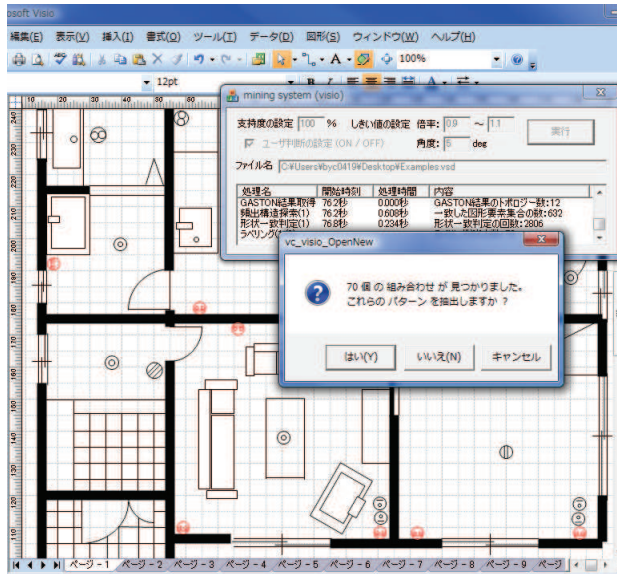 osoft Visio
編集(E) 表示(V) 挿入(I) 書式(O) ツール(T) データ(D) 図形(S) ウィンドウ(W) ヘルプ(H)
100%
12pt
mining system (visio)
支持度の設定 100 % しきい値の設定 倍率: 0.9 ~ 1.1
実行
ユーザ判断の設定 (ON / OFF) 角度: 5 deg
ファイル名 C:¥Users¥byc0419¥Desktop¥Examples.vsd
処理名 開始時刻 処理時間 内容
GASTON結果取得 76.2秒 0.000秒 GASTON結果のトポロジー数:12
頻出構造探索(1) 76.2秒 0.608秒 一致した図形要素集合の数:632
形状一致判定(1) 76.8秒 0.234秒 形状一致判定の回数:2806
vc_visio_OpenNew
70 個 の 組み合わせ が 見つかりました。
これらの パターン を抽出しますか ?
はい(Y) いいえ(N) キャンセル
ページ - 1 ページ - 2 ページ - 3 ページ - 4 ページ - 5 ページ - 6 ページ - 7 ページ - 8 ページ - 9 ページ